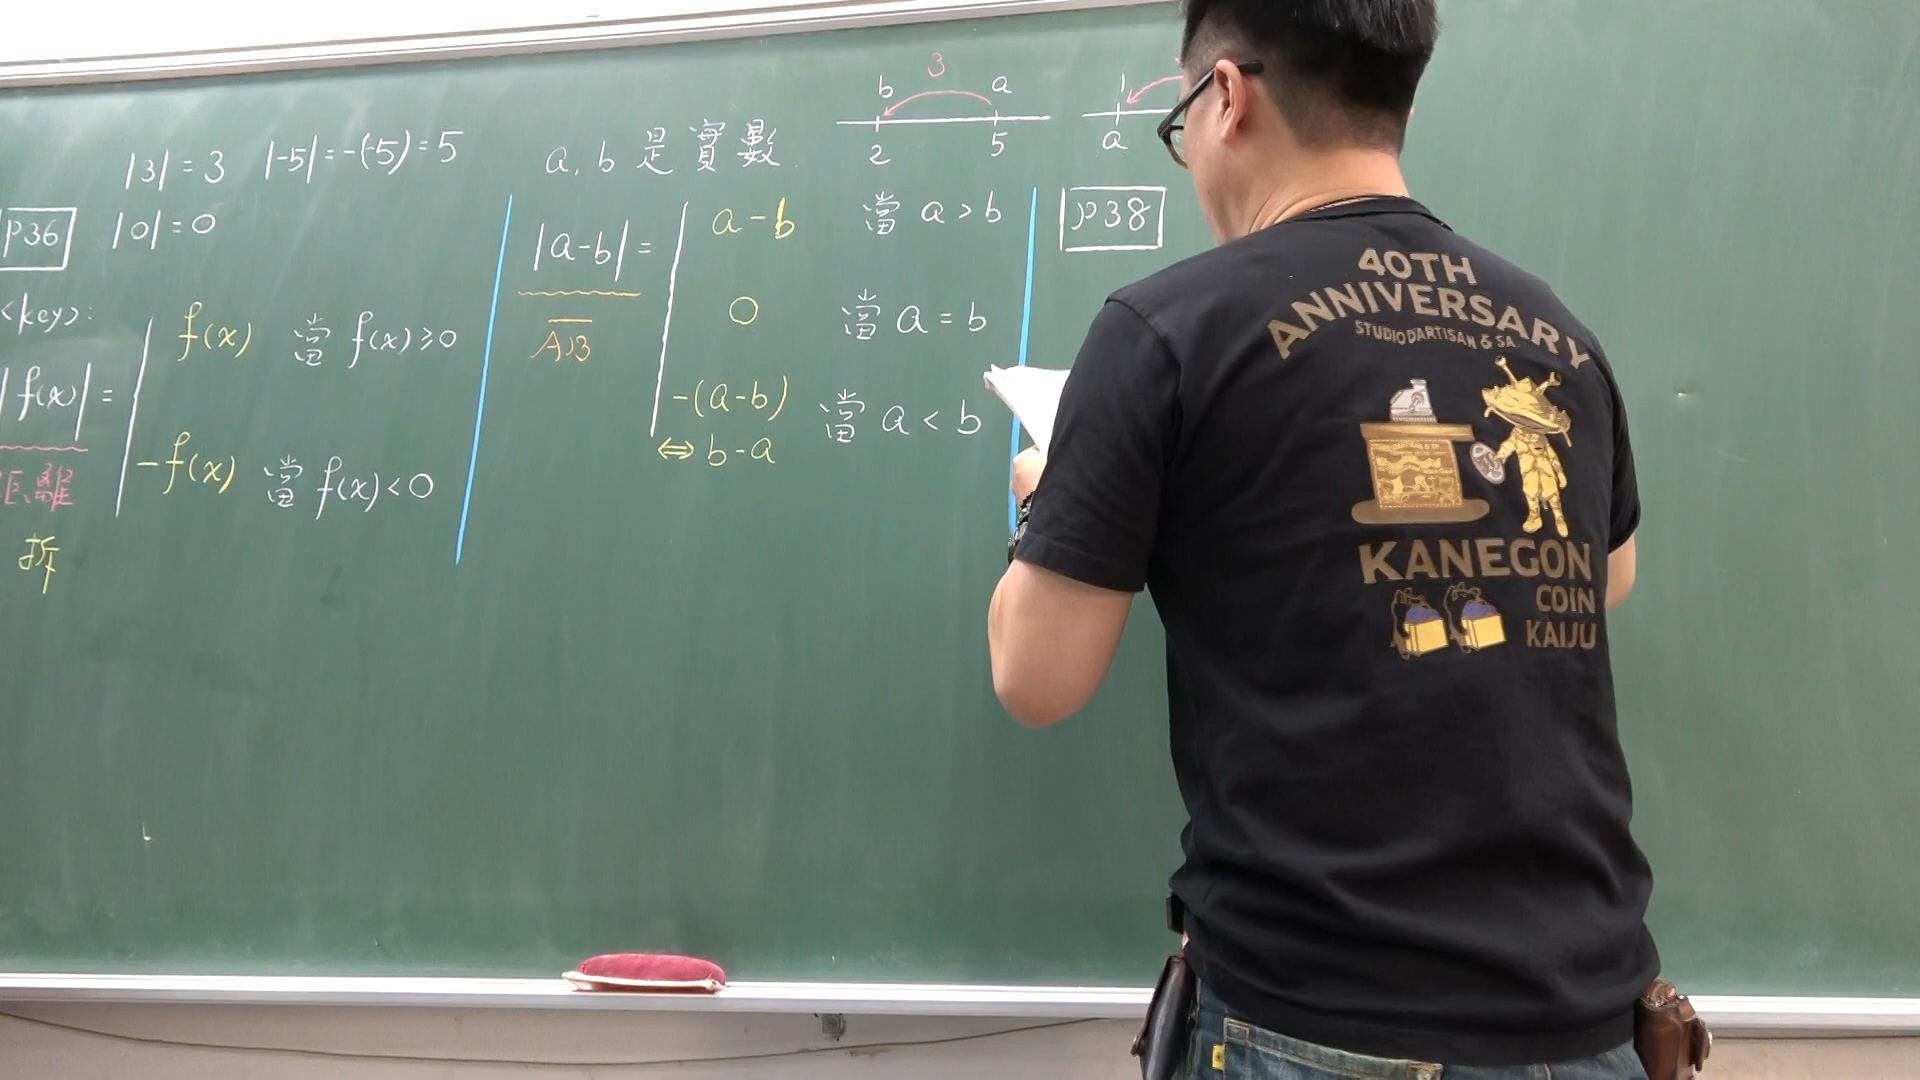 |3| = 3 |-5| = -(-5) = 5
|0| = 0
P36
<key>:
|f(x)| =
f(x) 當 f(x) ≥ 0
-f(x) 當 f(x) < 0
距離
拆
a, b 是實數
|a-b| =
AB
a-b 當 a > b
0 當 a = b
-(a-b) 當 a < b
⇔ b-a
3
b a
2 5
a
P38
40TH
ANNIVERSARY
STUDIO D'ARTISAN & SA.
KANEGON
COIN
KAIJU